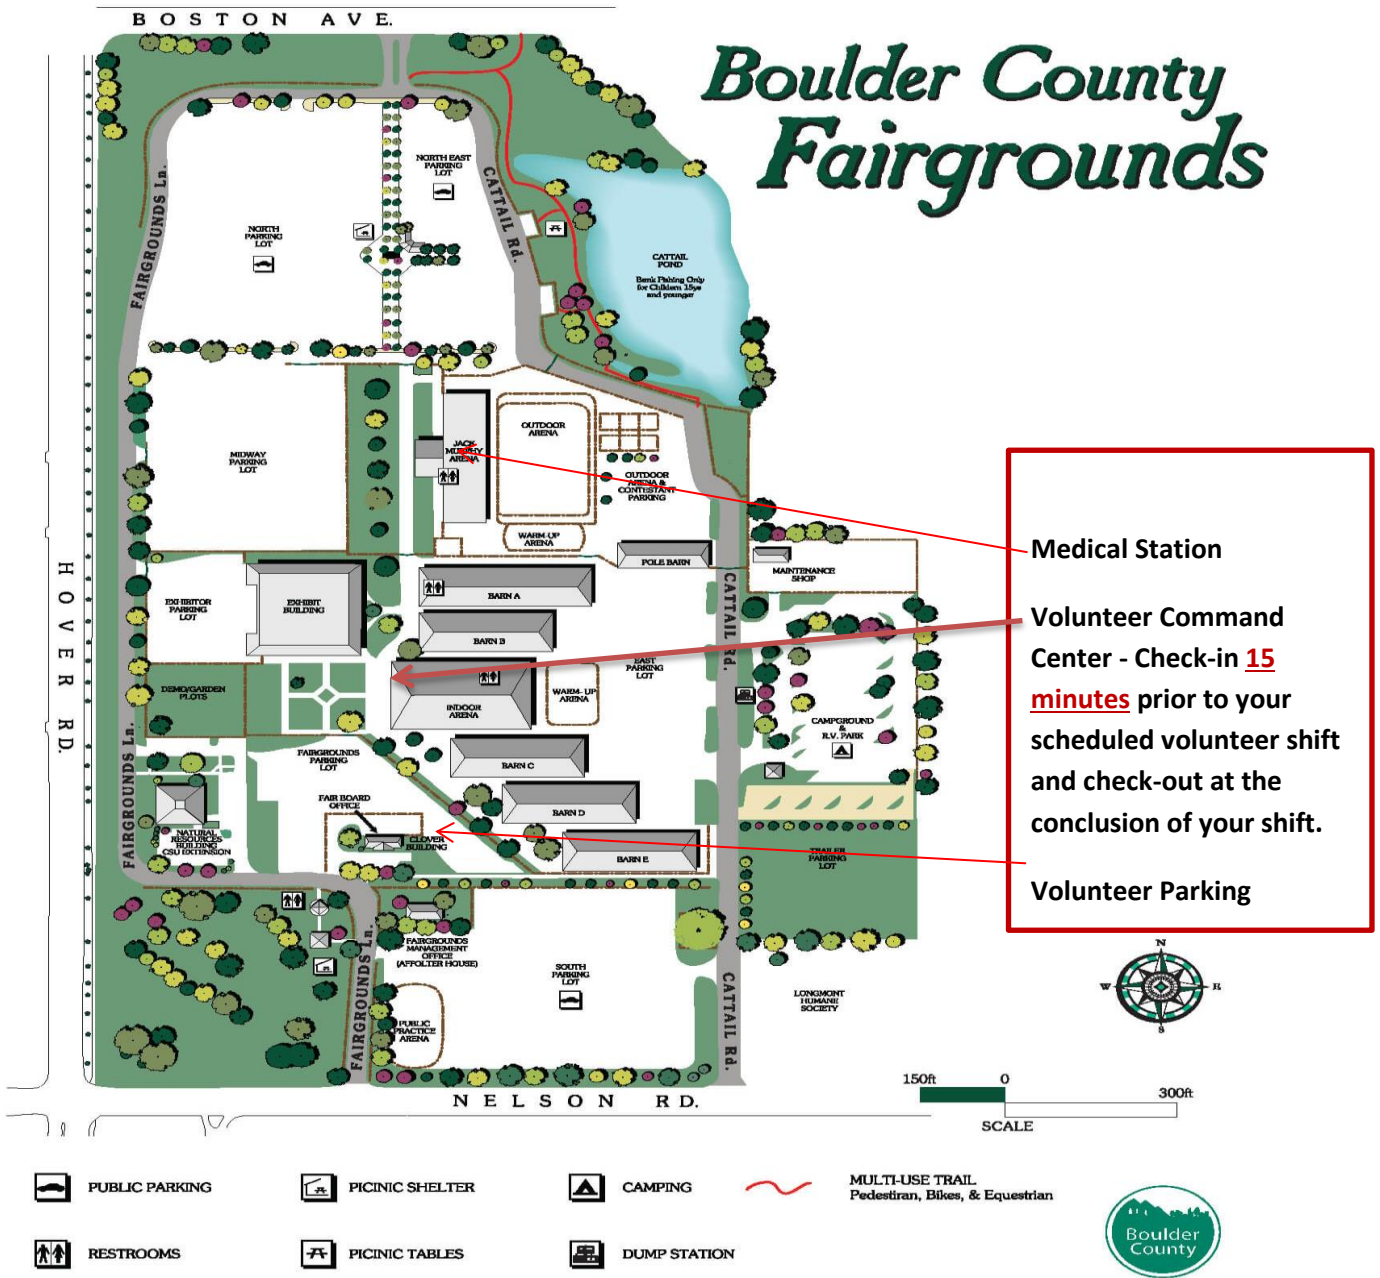 BOSTON AVE.
Boulder County
Fairgrounds
NORTH EAST
PARKING
LOT
FAIRGROUNDS Ln.
CATTAIL Rd.
NORTH
PARKING
LOT
CATTAIL
POND
Bank Fishing Only
for Childern 15ys
and younger
OUTDOOR
ARENA
JACK
MURPHY
ARENA
MIDWAY
PARKING
LOT
OUTDOOR
ARENA &
CONTESTANT
PARKING
WARM-UP
ARENA
POLE BARN
MAINTENANCE
SHOP
Medical Station
HOVER RD.
EXHIBITOR
PARKING
LOT
EXHIBIT
BUILDING
BARN A
CATTAIL Rd.
BARN B
Volunteer Command
Center - Check-in 15
minutes prior to your
scheduled volunteer shift
and check-out at the
conclusion of your shift.
EAST
PARKING
LOT
DEMO/GARDEN
PLOTS
WARM-UP
ARENA
INDOOR
ARENA
CAMPGROUND
&
R.V. PARK
FAIRGROUNDS Ln.
FAIRGROUNDS
PARKING
LOT
BARN C
FAIR BOARD
OFFICE
BARN D
NATURAL
RESOURCES
BUILDING
CSU EXTENSION
CLOVER
BUILDING
BARN E
TRAILER
PARKING
LOT
Volunteer Parking
FAIRGROUNDS Ln.
FAIRGROUNDS
MANAGEMENT
OFFICE
(AFFOLTER HOUSE)
SOUTH
PARKING
LOT
CATTAIL Rd.
LONGMONT
HUMANE
SOCIETY
N
W
E
S
PUBLIC
PRACTICE
ARENA
NELSON RD.
150ft 0 300ft
SCALE
PUBLIC PARKING
PICINIC SHELTER
CAMPING
MULTI-USE TRAIL
Pedestiran, Bikes, & Equestrian
RESTROOMS
PICINIC TABLES
DUMP STATION
Boulder
County